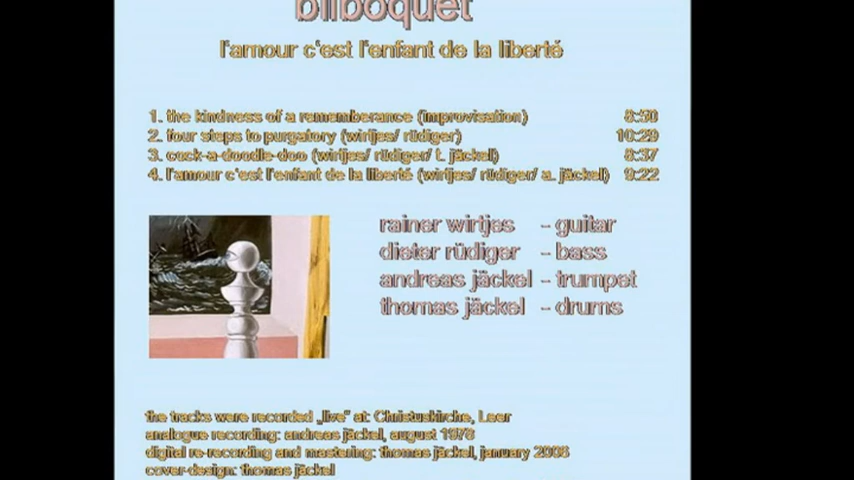 bilboquet
l'amour c'est l'enfant de la liberté
1. the kindness of a rememberance (improvisation) 8:50
2. four steps to purgatory (wirtjes/ rüdiger) 10:29
3. cock-a-doodle-doo (wirtjes/ rüdiger/ t. jäckel) 8:37
4. l'amour c'est l'enfant de la liberté (wirtjes/ rüdiger/ a. jäckel) 9:22
rainer wirtjes - guitar
dieter rüdiger - bass
andreas jäckel - trumpet
thomas jäckel - drums
the tracks were recorded „live" at: Christuskirche, Leer
analogue recording: andreas jäckel, august 1978
digital re-recording and mastering: thomas jäckel, january 2008
cover-design: thomas jäckel